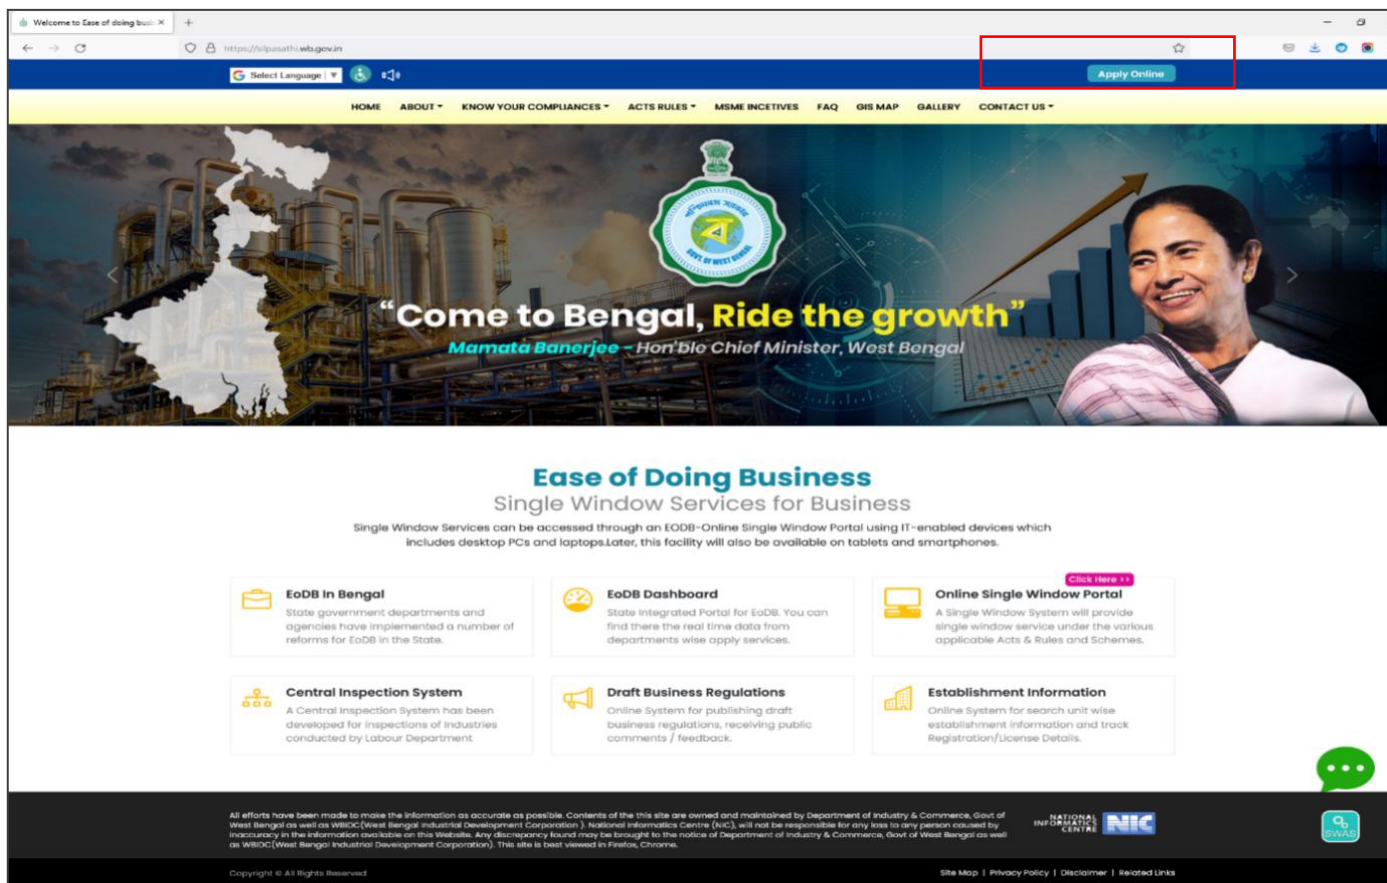 Welcome to Ease of doing busi
https://silpasathi.wb.gov.in
Select Language
Apply Online
HOME ABOUT KNOW YOUR COMPLIANCES ACTS RULES MSME INCETIVES FAQ GIS MAP GALLERY CONTACT US
পশ্চিমবঙ্গ সরকার
ব
GOVT. OF WEST BENGAL
“Come to Bengal, Ride the growth”
Mamata Banerjee - Hon'ble Chief Minister, West Bengal
Ease of Doing Business
Single Window Services for Business
Single Window Services can be accessed through an EODB-Online Single Window Portal using IT-enabled devices which
includes desktop PCs and laptops.Later, this facility will also be available on tablets and smartphones.
EoDB In Bengal
State government departments and
agencies have implemented a number of
reforms for EoDB in the State.
EoDB Dashboard
State Integrated Portal for EoDB. You can
find there the real time data from
departments wise apply services.
Click Here >>
Online Single Window Portal
A Single Window System will provide
single window service under the various
applicable Acts & Rules and Schemes.
Central Inspection System
A Central Inspection System has been
developed for inspections of Industries
conducted by Labour Department
Draft Business Regulations
Online System for publishing draft
business regulations, receiving public
comments / feedback.
Establishment Information
Online System for search unit wise
establishment information and track
Registration/License Details.
All efforts have been made to make the information as accurate as possible. Contents of the this site are owned and maintained by Department of Industry & Commerce, Govt of
West Bengal as well as WBIDC(West Bengal Industrial Development Corporation ). National Informatics Centre (NIC), will not be responsible for any loss to any person caused by
inaccuracy in the information available on this Website. Any discrepancy found may be brought to the notice of Department of Industry & Commerce, Govt of West Bengal as well
as WBIDC(West Bengal Industrial Development Corporation). This site is best viewed in Firefox, Chrome.
NATIONAL
INFORMATICS
CENTRE
NIC
SWAS
Copyright © All Rights Reserved
Site Map | Privacy Policy | Disclaimer | Related Links